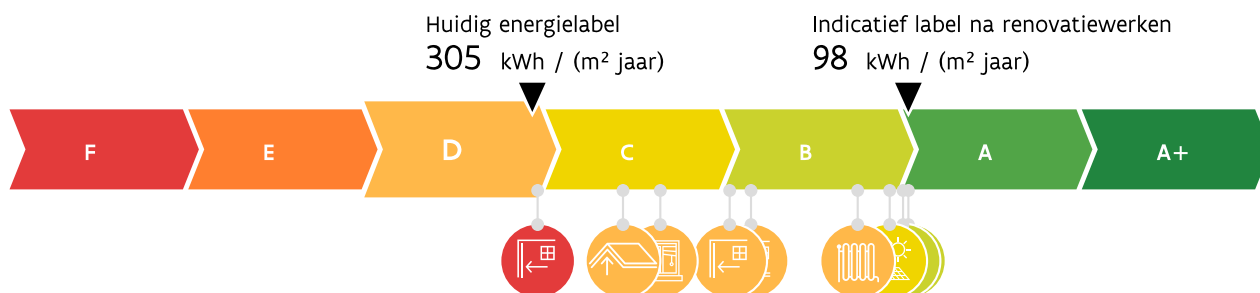 Huidig energielabel
305 kWh / (m² jaar)
Indicatief label na renovatiewerken
98 kWh / (m² jaar)
F E D C B A A+